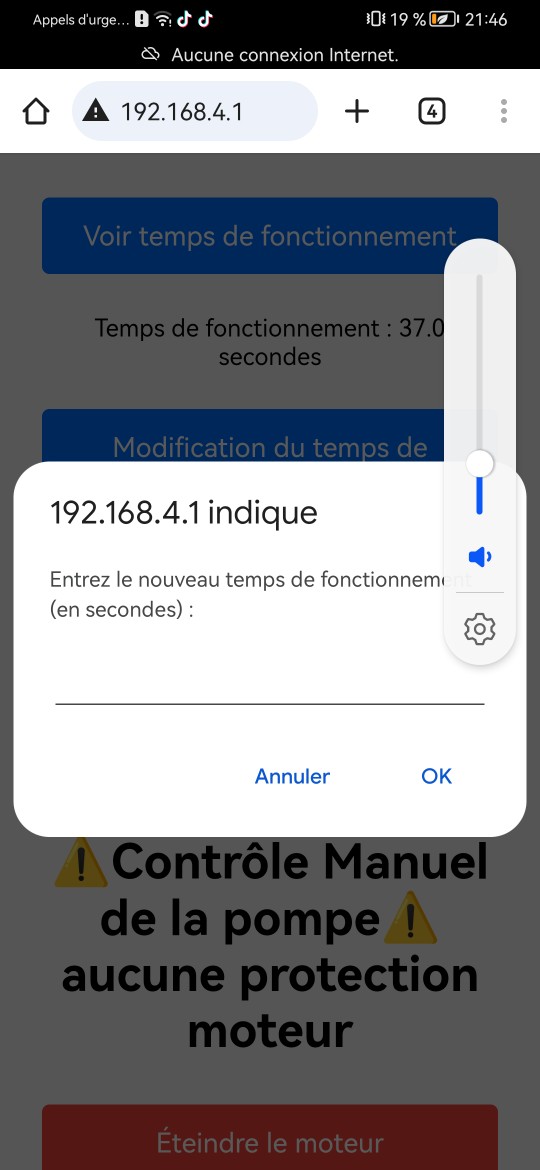 Appels d'urge... 19 % 21:46
Aucune connexion Internet.
192.168.4.1 4
Voir temps de fonctionnement
Temps de fonctionnement : 37.0
secondes
Modification du temps de
192.168.4.1 indique
Entrez le nouveau temps de fonctionnement
(en secondes) :
Annuler OK
⚠️Contrôle Manuel
de la pompe⚠️
aucune protection
moteur
Éteindre le moteur